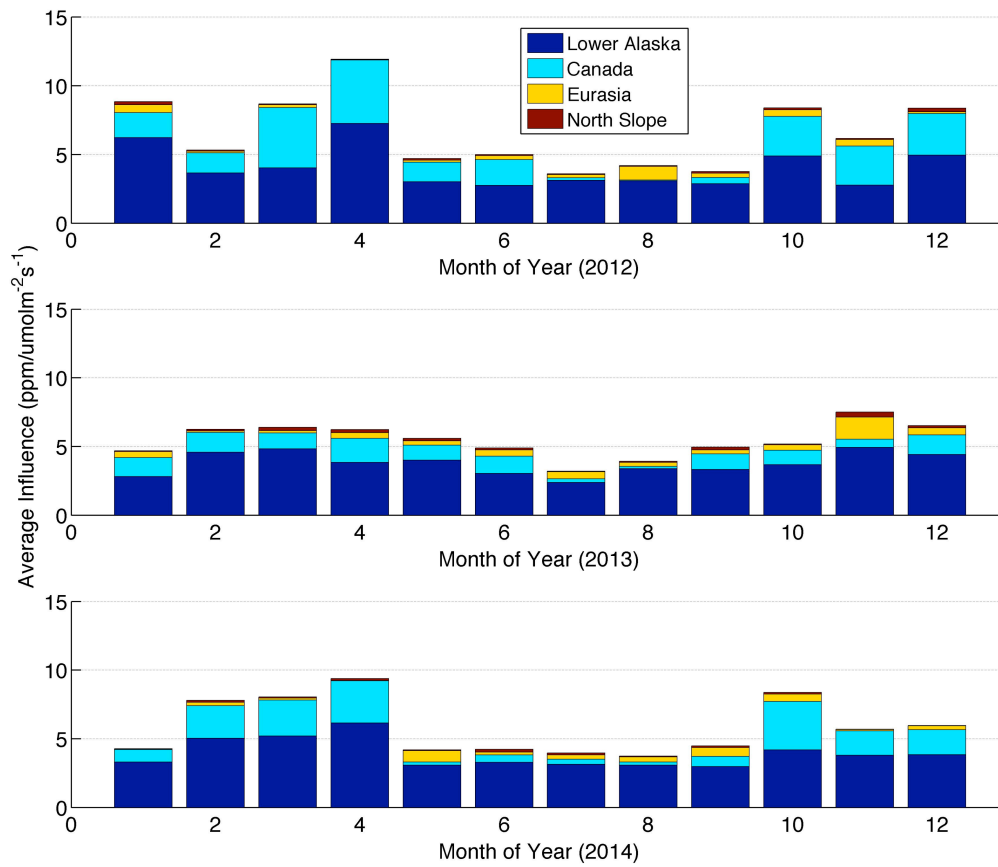 15
10
5
0
0 2 4 6 8 10 12
Month of Year (2012)
Lower Alaska
Canada
Eurasia
North Slope
Average Influence (ppm/umolm⁻²s⁻¹)
15
10
5
0
0 2 4 6 8 10 12
Month of Year (2013)
15
10
5
0
0 2 4 6 8 10 12
Month of Year (2014)